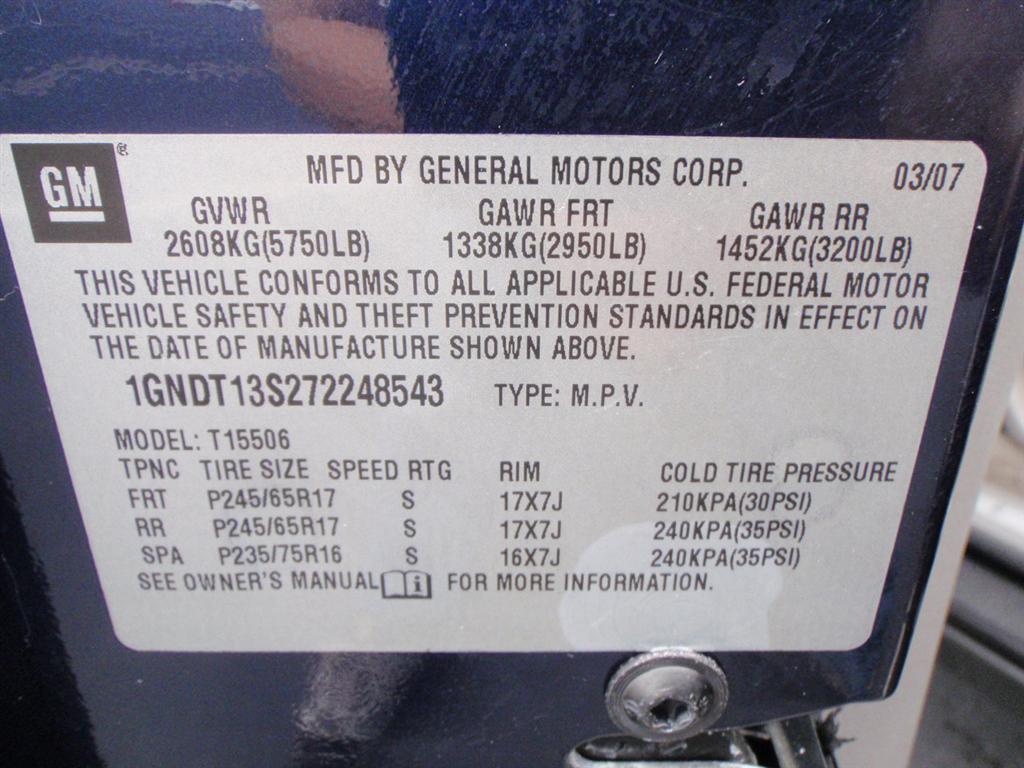 GM®
MFD BY GENERAL MOTORS CORP. 03/07
GVWR GAWR FRT GAWR RR
2608KG(5750LB) 1338KG(2950LB) 1452KG(3200LB)
THIS VEHICLE CONFORMS TO ALL APPLICABLE U.S. FEDERAL MOTOR
VEHICLE SAFETY AND THEFT PREVENTION STANDARDS IN EFFECT ON
THE DATE OF MANUFACTURE SHOWN ABOVE.
1GNDT13S272248543 TYPE: M.P.V.
MODEL: T15506
TPNC TIRE SIZE SPEED RTG RIM COLD TIRE PRESSURE
FRT P245/65R17 S 17X7J 210KPA(30PSI)
RR P245/65R17 S 17X7J 240KPA(35PSI)
SPA P235/75R16 S 16X7J 240KPA(35PSI)
SEE OWNER'S MANUAL i FOR MORE INFORMATION.